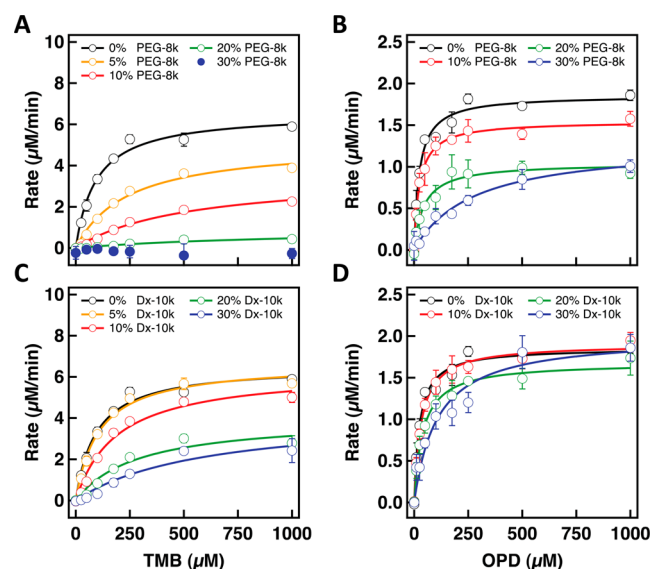 A
B
0% PEG-8k 20% PEG-8k
5% PEG-8k 30% PEG-8k
10% PEG-8k
0% PEG-8k 20% PEG-8k
10% PEG-8k 30% PEG-8k
10
8
6
4
2
0
Rate (µM/min)
2.5
2.0
1.5
1.0
0.5
0.0
Rate (µM/min)
C
D
0% Dx-10k 20% Dx-10k
5% Dx-10k 30% Dx-10k
10% Dx-10k
0% Dx-10k 20% Dx-10k
10% Dx-10k 30% Dx-10k
10
8
6
4
2
0
Rate (µM/min)
2.5
2.0
1.5
1.0
0.5
0.0
Rate (µM/min)
0 250 500 750 1000
TMB (µM)
0 250 500 750 1000
OPD (µM)